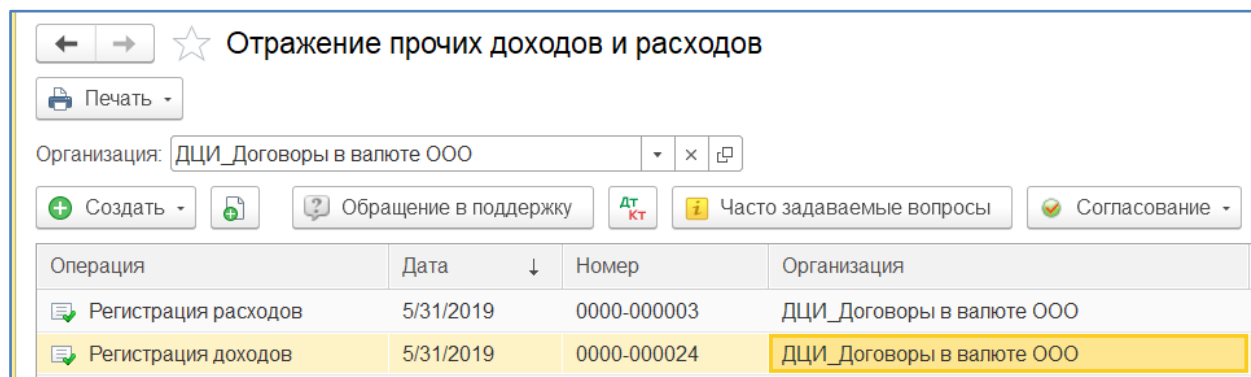 Отражение прочих доходов и расходов
Печать
Организация: ДЦИ_Договоры в валюте ООО
Создать Обращение в поддержку Дт Кт Часто задаваемые вопросы Согласование
Операция Дата Номер Организация
Регистрация расходов 5/31/2019 0000-000003 ДЦИ_Договоры в валюте ООО
Регистрация доходов 5/31/2019 0000-000024 ДЦИ_Договоры в валюте ООО